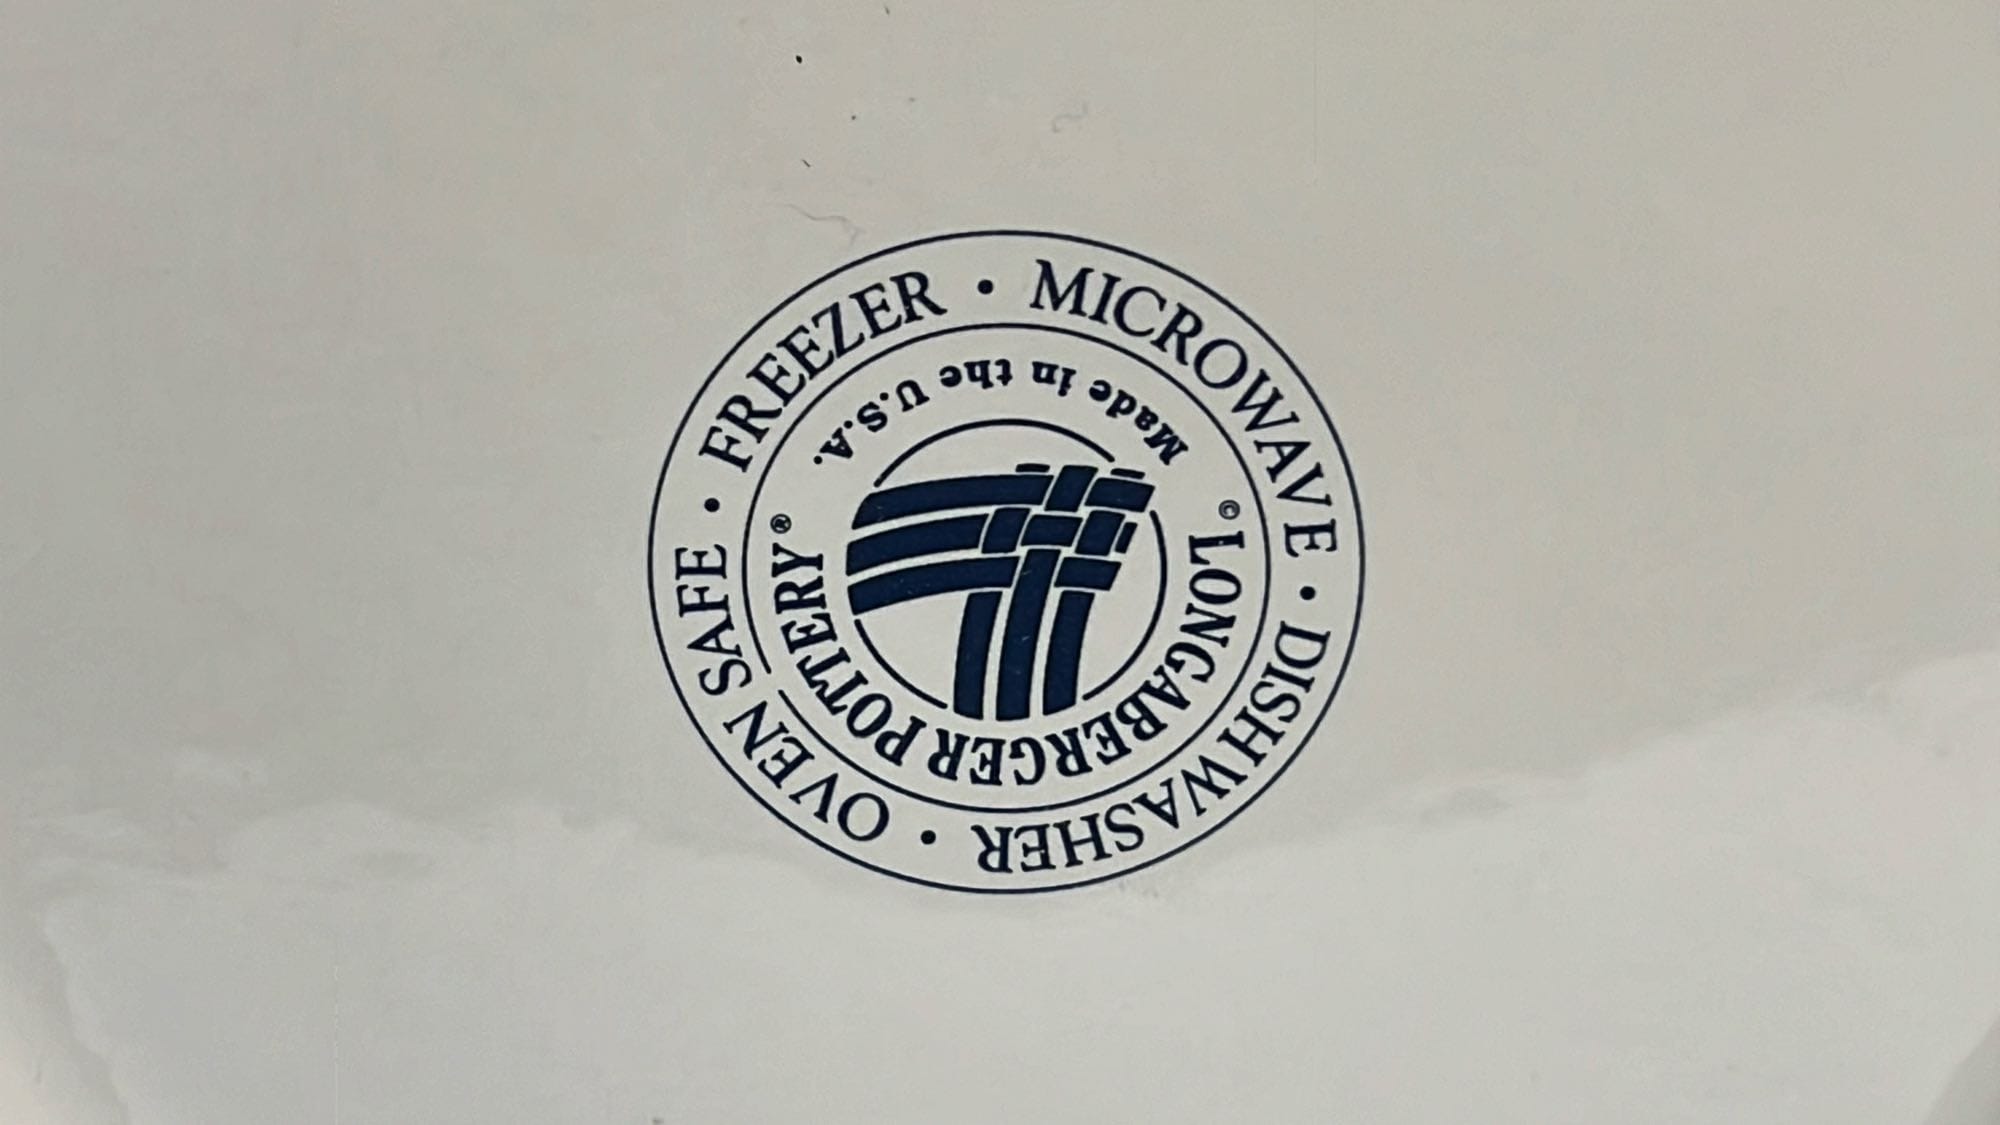 FREEZER • MICROWAVE • DISHWASHER • OVEN SAFE •
© LONGABERGER POTTERY®
Made in the U.S.A.